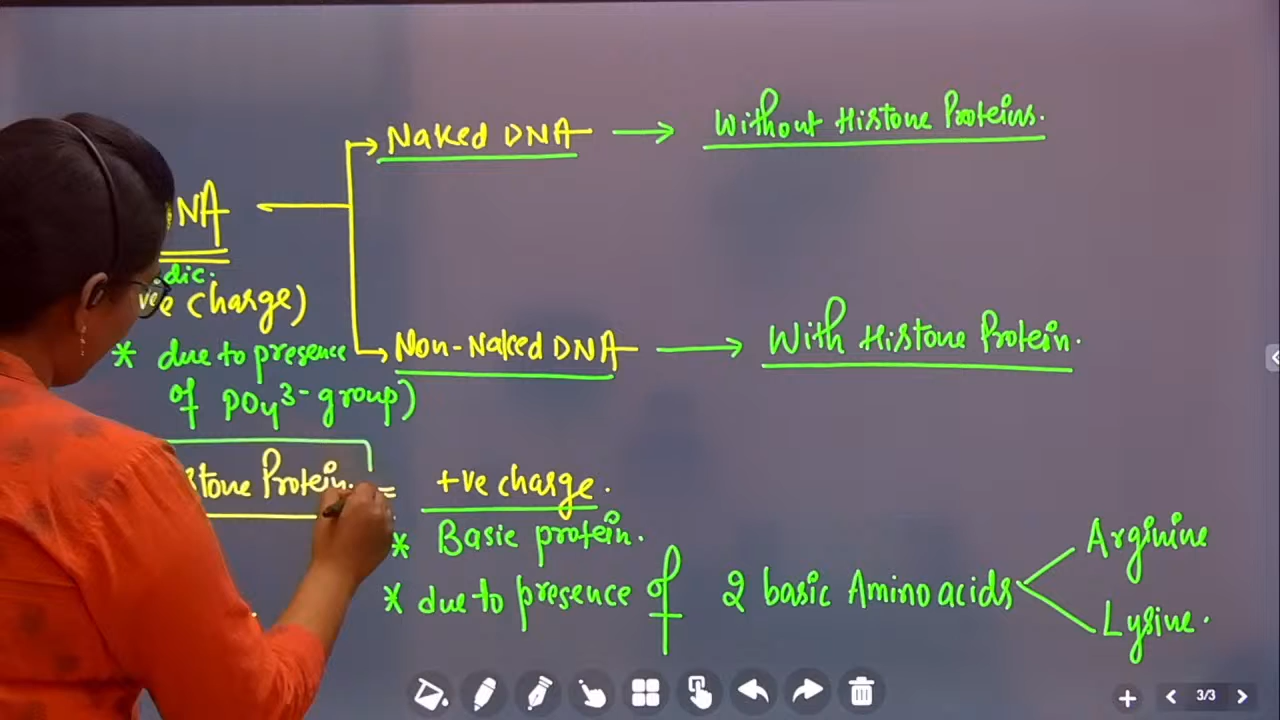 Naked DNA → Without Histone Proteins.
NA
dic.
ve charge)
* due to presence
of PO4³⁻ group)
Non-Naked DNA → With Histone Protein.
stone Protein. = +ve charge.
* Basic protein.
* due to presence of 2 basic Amino acids
Arginine
Lysine.
3/3